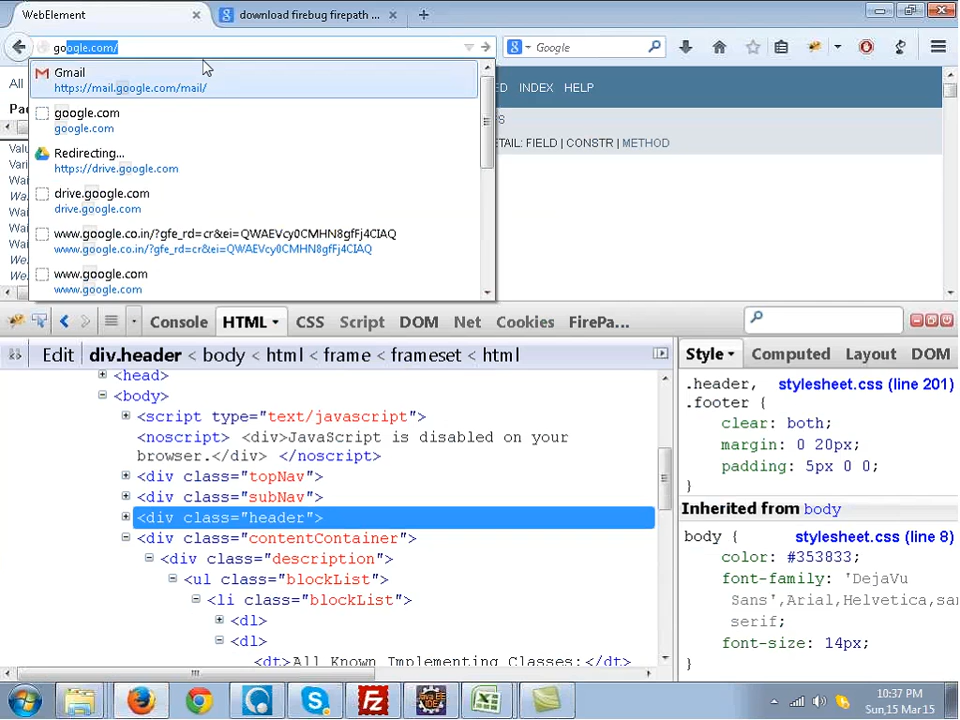 WebElement
download firebug firepath ...
google.com/
Google
Gmail
https://mail.google.com/mail/
google.com
google.com
Redirecting...
https://drive.google.com
drive.google.com
drive.google.com
www.google.co.in/?gfe_rd=cr&ei=QWAEVcy0CMHN8gfFj4CIAQ
www.google.co.in/?gfe_rd=cr&ei=QWAEVcy0CMHN8gfFj4CIAQ
www.google.com
www.google.com
All
INDEX HELP
ETAIL: FIELD | CONSTR | METHOD
Console HTML CSS Script DOM Net Cookies FirePa...
Edit div.header < body < html < frame < frameset < html
<head>
<body>
<script type="text/javascript">
<noscript> <div>JavaScript is disabled on your
browser.</div> </noscript>
<div class="topNav">
<div class="subNav">
<div class="header">
<div class="contentContainer">
<div class="description">
<ul class="blockList">
<li class="blockList">
<dl>
<dl>
<dt>All Known Implementing Classes:</dt>
Style Computed Layout DOM
.header, stylesheet.css (line 201)
.footer {
clear: both;
margin: 0 20px;
padding: 5px 0 0;
}
Inherited from body
body { stylesheet.css (line 8)
color: #353833;
font-family: 'DejaVu
Sans',Arial,Helvetica,san
serif;
font-size: 14px;
}
Java EE
IDE
10:37 PM
Sun,15 Mar 15